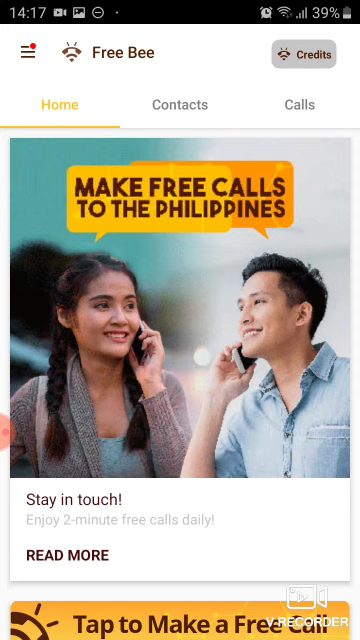 14:17
39%
Free Bee
Credits
Home
Contacts
Calls
MAKE FREE CALLS
TO THE PHILIPPINES
Stay in touch!
Enjoy 2-minute free calls daily!
READ MORE
Tap to Make a Free Call
V-RECORDER